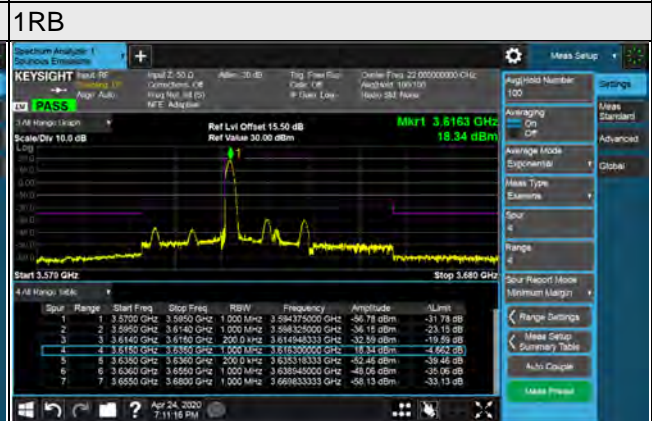 1RB
Spectrum Analyzer 1
Spurious Emissions
+
Meas Setup
KEYSIGHT Input: RF
Input Z: 50 Ω
Atten: 30 dB
Trig: Free Run
Center Freq: 22.000000000 GHz
Align: Auto
Corrections: Off
Freq Ref: Int (S)
NFE: Adaptive
Gate: Off
IF Gain: Low
Avg|Hold: 100/100
Radio Std: None
LW PASS
3 All Range Graph
Ref Lvl Offset 15.50 dB
Ref Value 30.00 dBm
Mkr1 3.6163 GHz
18.34 dBm
Scale/Div 10.0 dB
Log
1
Start 3.570 GHz
Stop 3.680 GHz
4 All Range Table
Spur Range Start Freq Stop Freq RBW Frequency Amplitude ΔLimit
1 1 3.5700 GHz 3.5950 GHz 1.000 MHz 3.594375000 GHz -56.78 dBm -31.78 dB
2 2 3.5950 GHz 3.6140 GHz 1.000 MHz 3.598325000 GHz -36.15 dBm -23.15 dB
3 3 3.6140 GHz 3.6150 GHz 200.0 kHz 3.614948333 GHz -32.59 dBm -19.59 dB
4 4 3.6150 GHz 3.6350 GHz 1.000 MHz 3.616300000 GHz 18.34 dBm -4.662 dB
5 5 3.6350 GHz 3.6360 GHz 200.0 kHz 3.635318333 GHz -52.46 dBm -39.46 dB
6 6 3.6360 GHz 3.6550 GHz 1.000 MHz 3.638945000 GHz -48.06 dBm -35.06 dB
7 7 3.6550 GHz 3.6800 GHz 1.000 MHz 3.669833333 GHz -58.13 dBm -33.13 dB
Avg|Hold Number
100
Averaging
On
Off
Average Mode
Exponential
Meas Type
Examine
Spur
4
Range
4
Spur Report Mode
Minimum Margin
Range Settings
Meas Setup
Summary Table
Auto Couple
Meas Preset
Settings
Meas
Standard
Advanced
Global
?
Apr 24, 2020
7:11:16 PM